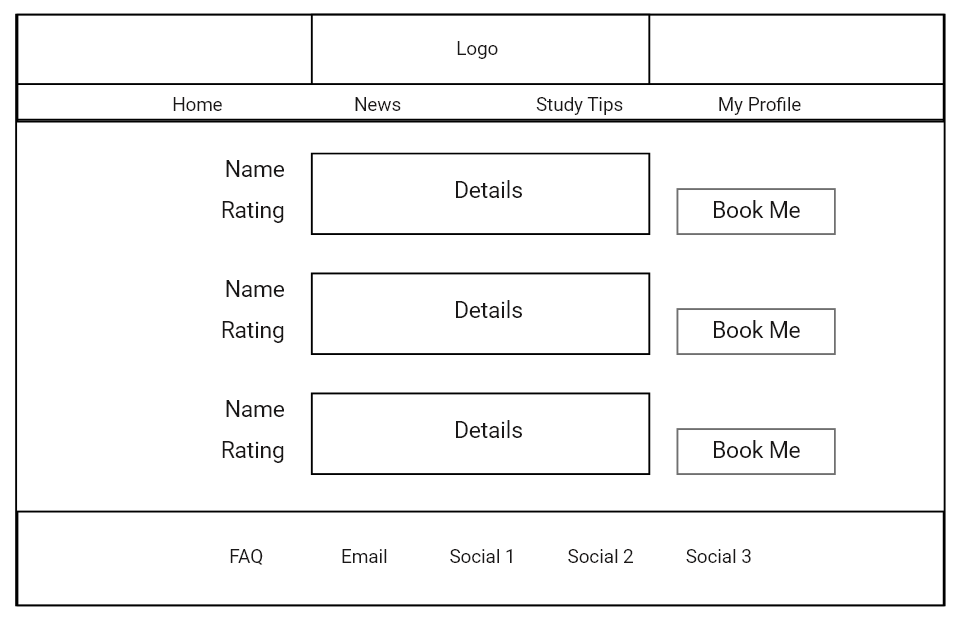 Logo
Home News Study Tips My Profile
Name
Rating
Details
Book Me
Name
Rating
Details
Book Me
Name
Rating
Details
Book Me
FAQ Email Social 1 Social 2 Social 3